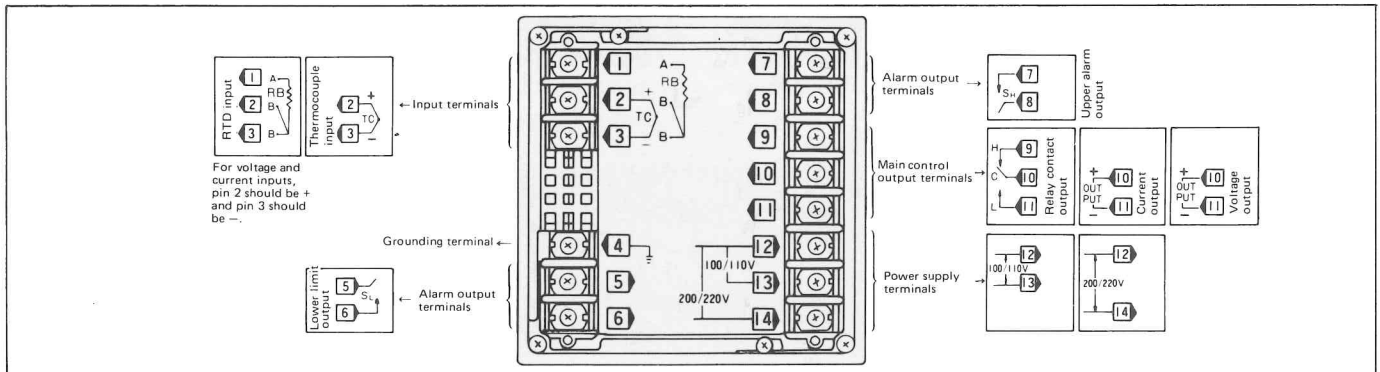 RTD input
1 A
RB
2 B
3 B
Thermocouple input
2 +
TC
3 −
For voltage and
current inputs,
pin 2 should be +
and pin 3 should
be −.
Input terminals
Grounding terminal
Lower limit
output
5
SL
6
Alarm output
terminals
1
2
3
4
5
6
A
RB
B
B
+
TC
−
7
8
9
10
11
12
13
14
100/110V
200/220V
Alarm output
terminals
7
SH
8
Upper alarm
output
Main control
output terminals
H 9
C 10
L 11
Relay contact
output
+ 10
OUT
PUT
− 11
Current
output
+ 10
OUT
PUT
− 11
Voltage
output
Power supply
terminals
12
100/110V
13
12
200/220V
14